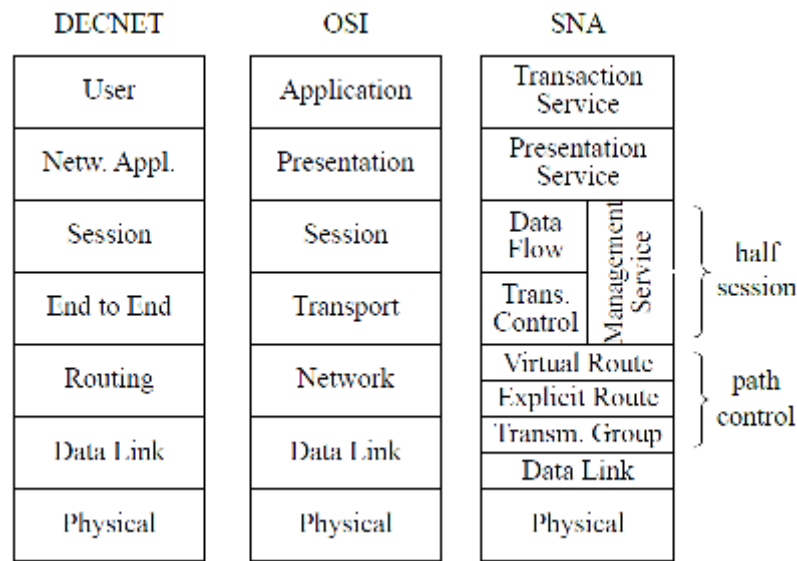 DECNET OSI SNA
User Application Transaction
Service
Netw. Appl. Presentation Presentation
Service
Session Session Data
Flow
Management
Service
half
session
End to End Transport Trans.
Control
Routing Network Virtual Route
Explicit Route
Transm. Group
path
control
Data Link Data Link Data Link
Physical Physical Physical